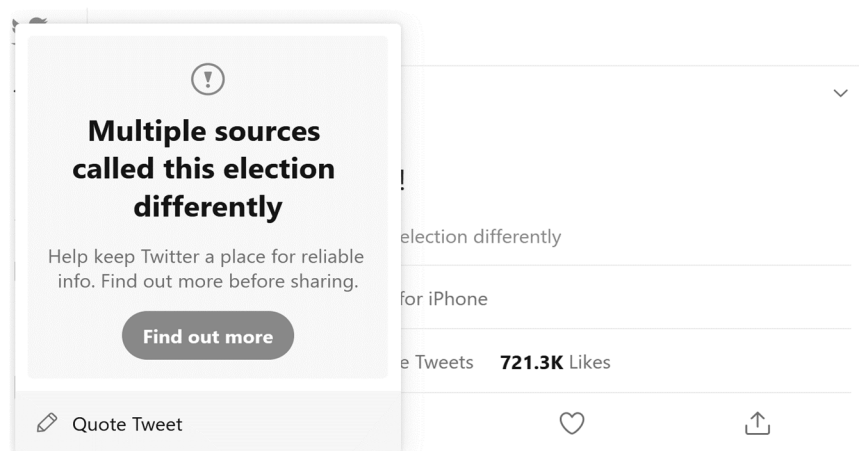 Multiple sources
called this election
differently
Help keep Twitter a place for reliable
info. Find out more before sharing.
Find out more
Quote Tweet
!
election differently
for iPhone
Tweets 721.3K Likes